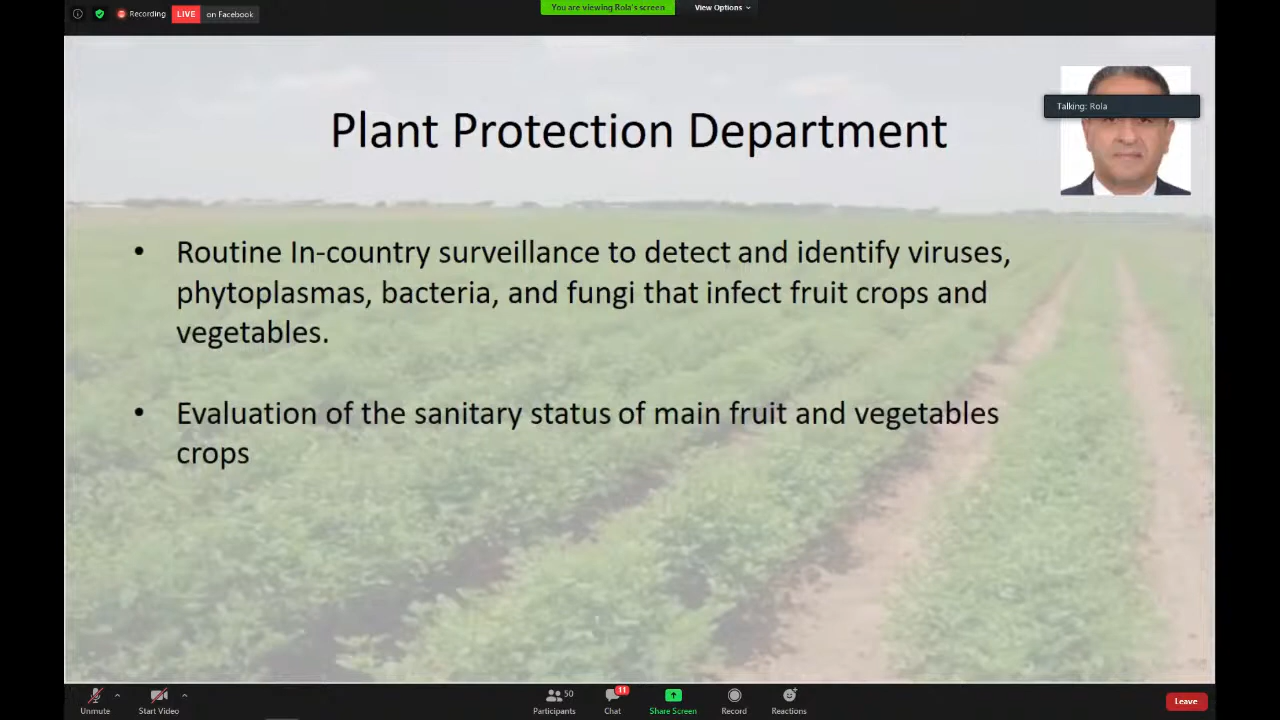 Recording LIVE on Facebook
You are viewing Rola's screen View Options
Plant Protection Department
Talking: Rola
• Routine In-country surveillance to detect and identify viruses,
phytoplasmas, bacteria, and fungi that infect fruit crops and
vegetables.
• Evaluation of the sanitary status of main fruit and vegetables
crops
Unmute
Start Video
50
Participants
11
Chat
Share Screen
Record
Reactions
Leave